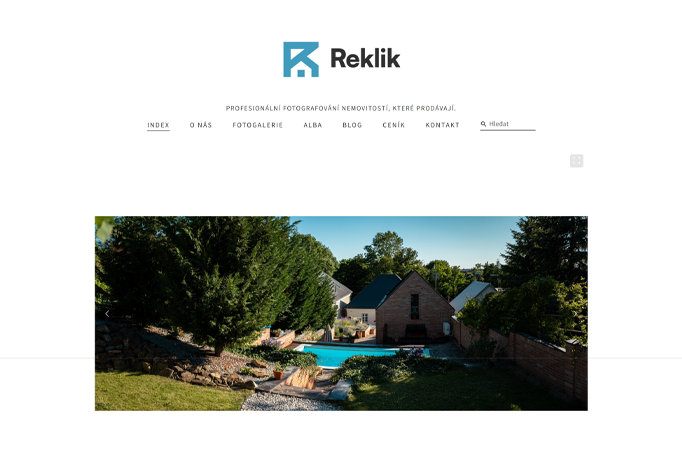 Reklik
PROFESIONÁLNÍ FOTOGRAFOVÁNÍ NEMOVITOSTÍ, KTERÉ PRODÁVAJÍ.
INDEX O NÁS FOTOGALERIE ALBA BLOG CENÍK KONTAKT Hledat